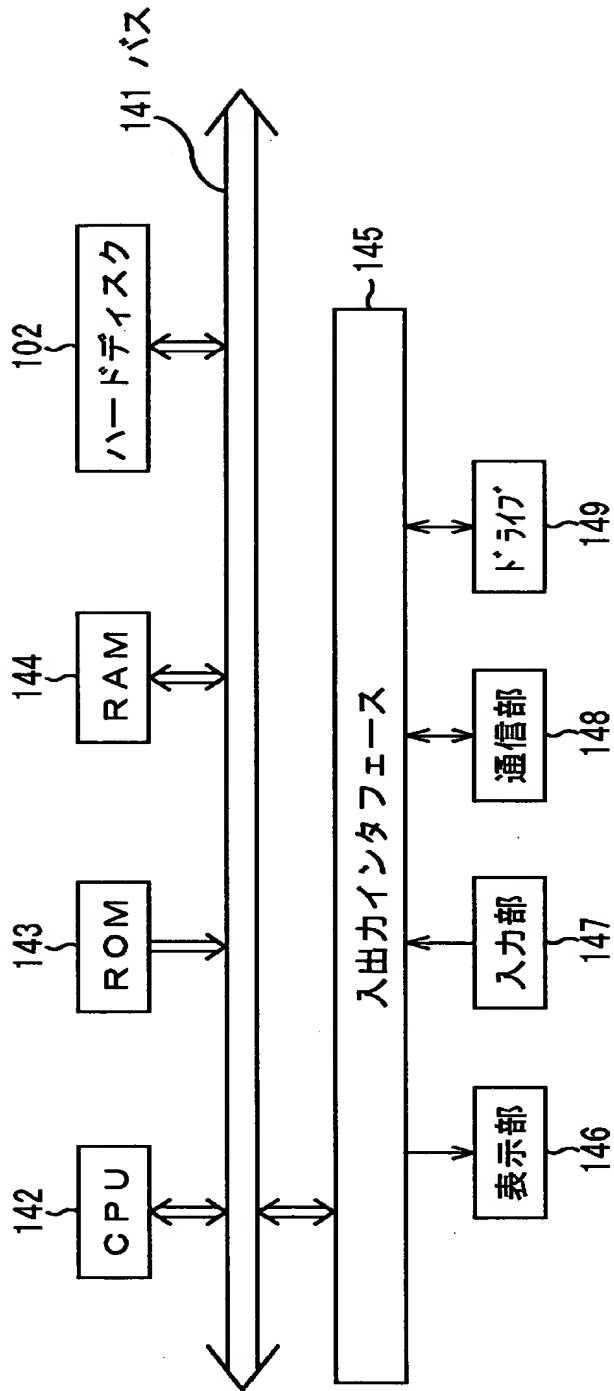 142
143
144
102
CPU
ROM
RAM
ハードディスク
141 バス
入出力インタフェース
145
表示部
入力部
通信部
ドライブ
146
147
148
149